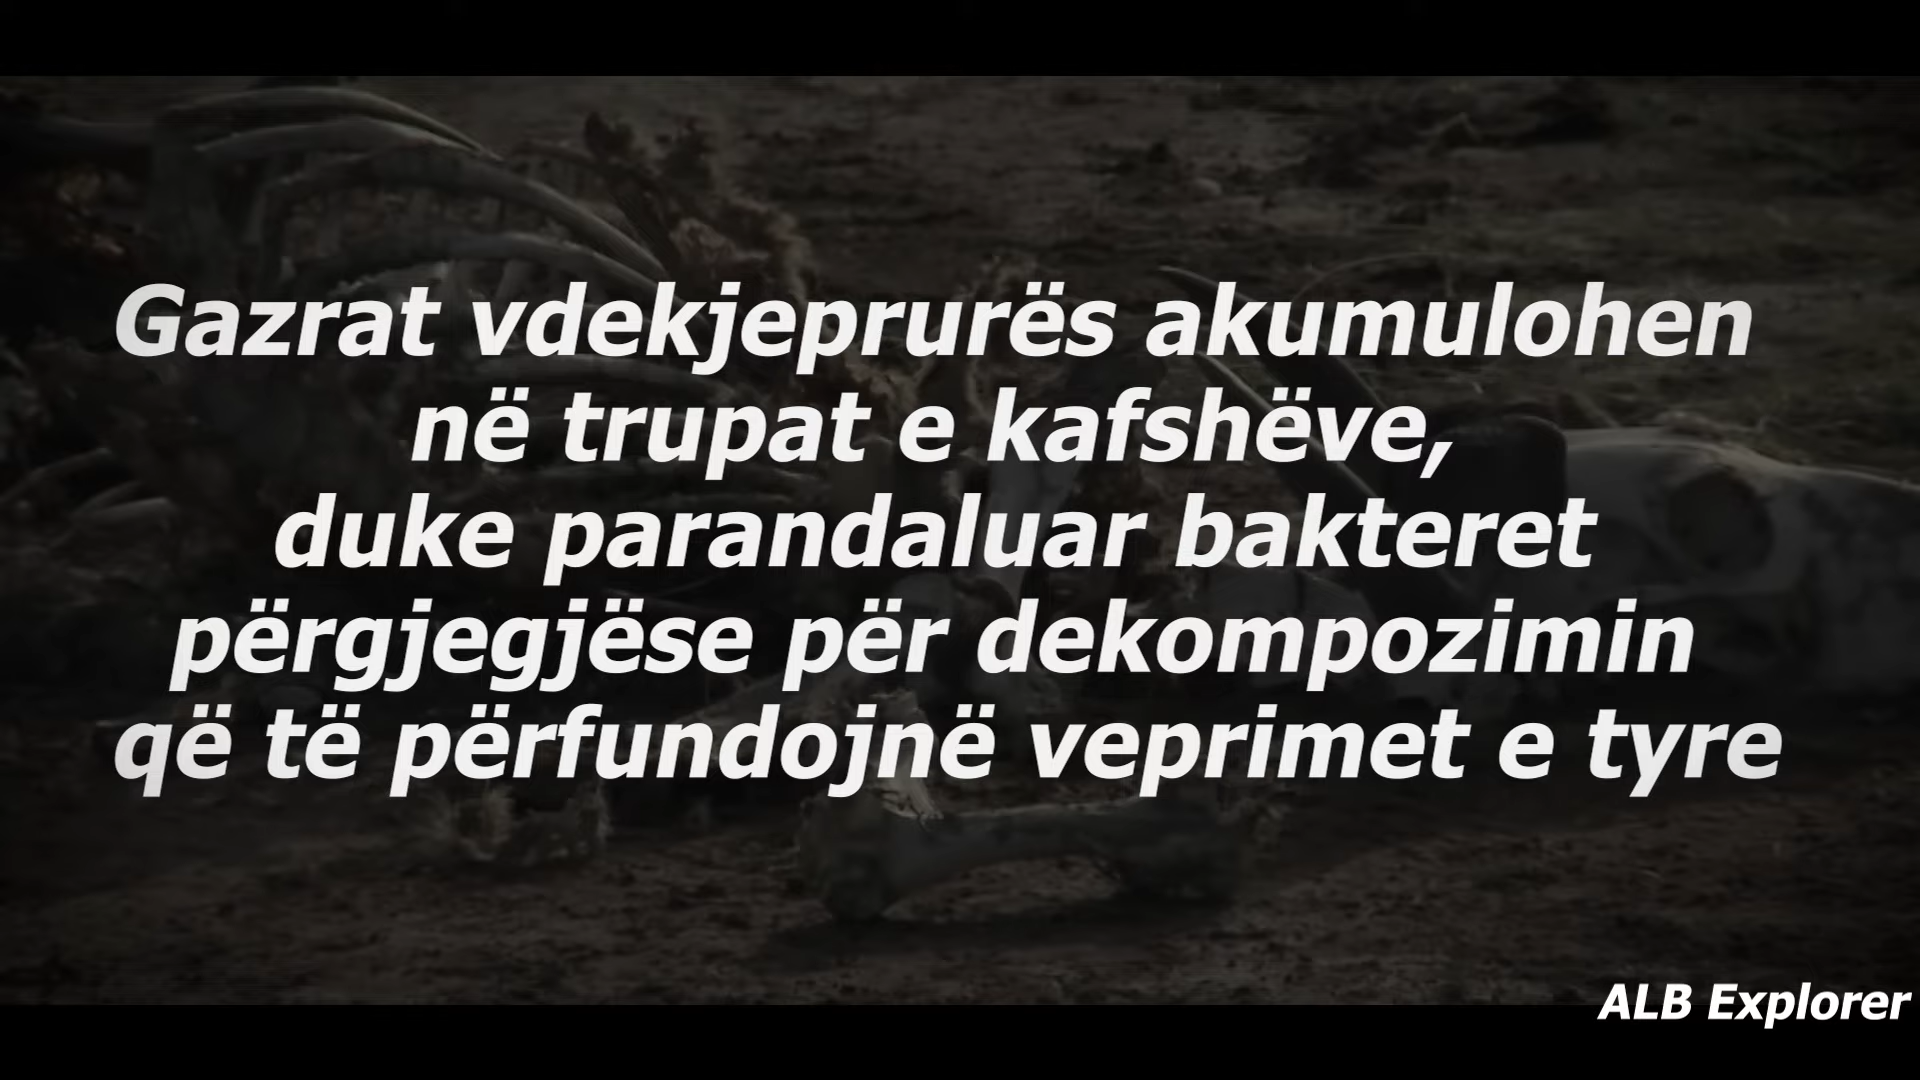 Gazrat vdekjeprurës akumulohen
në trupat e kafshëve,
duke parandaluar bakteret
përgjegjëse për dekompozimin
që të përfundojnë veprimet e tyre
ALB Explorer